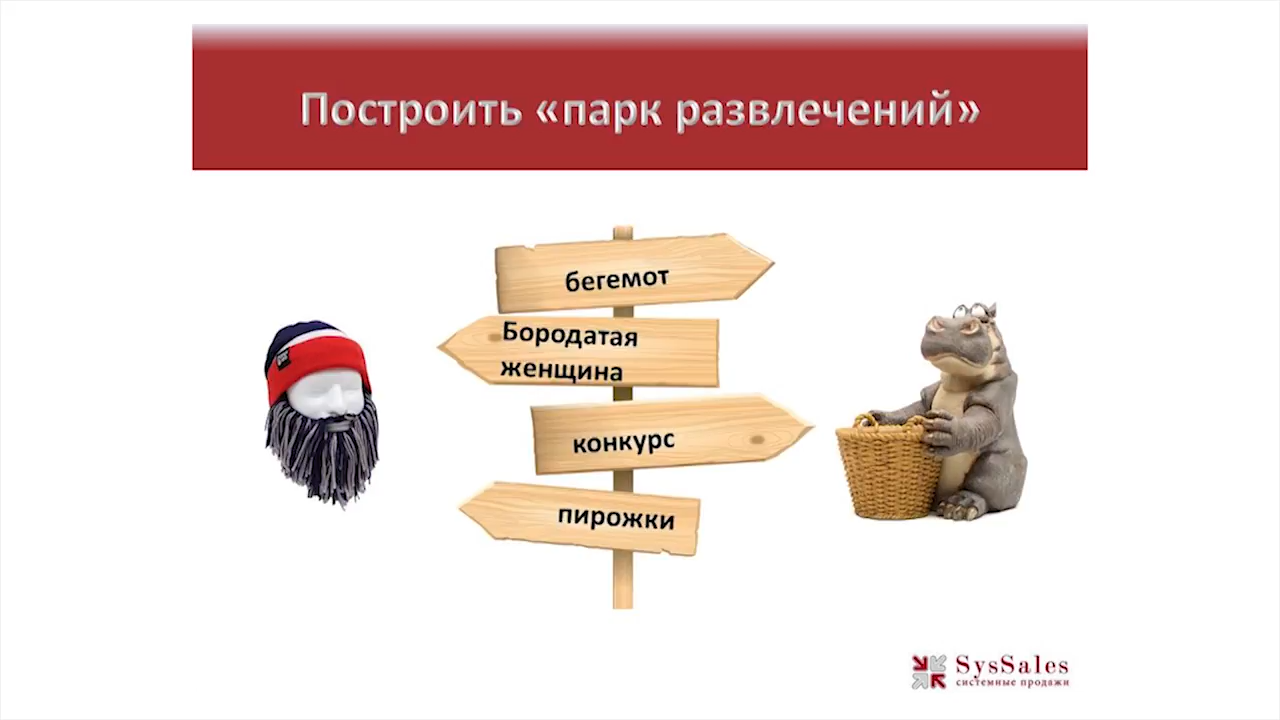 Построить «парк развлечений»
бегемот
Бородатая
женщина
конкурс
пирожки
SysSales
системные продажи